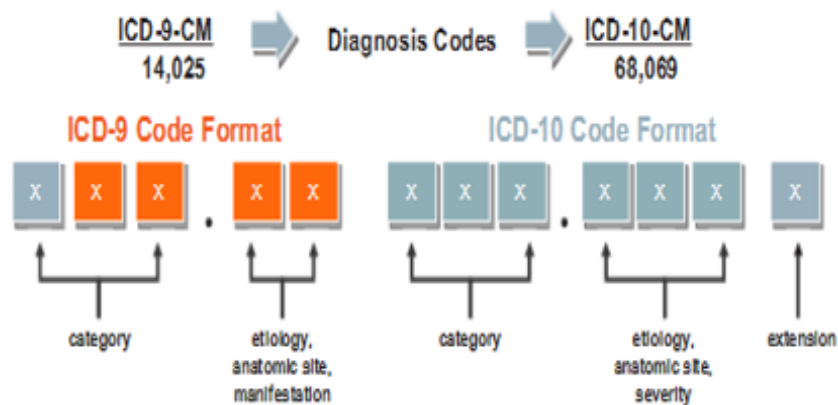 ICD-9-CM Diagnosis Codes ICD-10-CM
14,025 68,069
ICD-9 Code Format ICD-10 Code Format
x x x . x x x x x . x x x x
category etiology, category etiology, extension
anatomic site, anatomic site,
manifestation severity